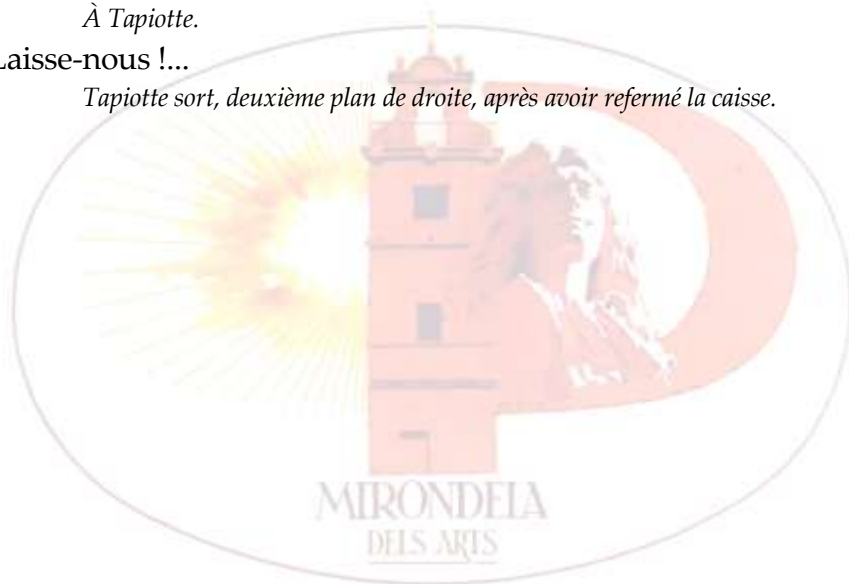 À Tapiotte.
Laisse-nous !...
Tapiotte sort, deuxième plan de droite, après avoir refermé la caisse.
MIRONDELA
DELS ARTS